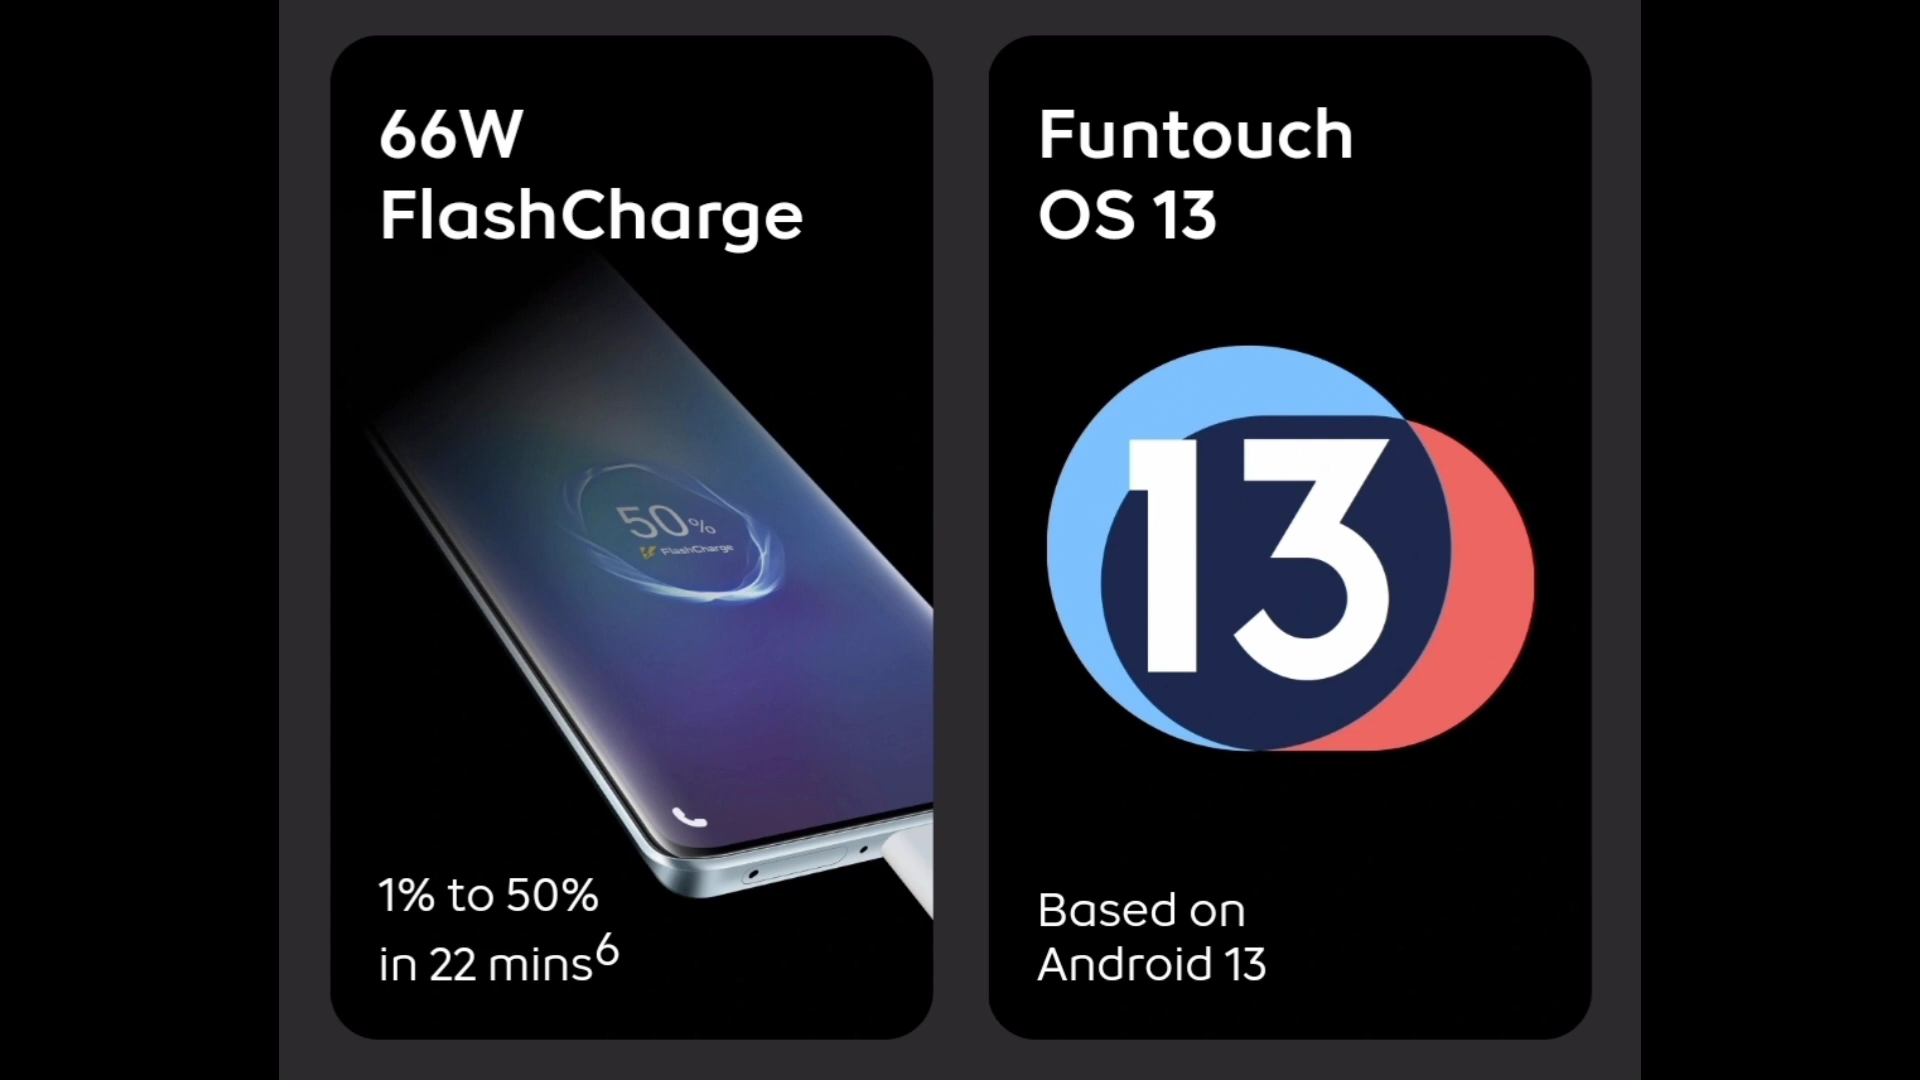 66W
FlashCharge
50%
FlashCharge
1% to 50%
in 22 mins6
Funtouch
OS 13
13
Based on
Android 13